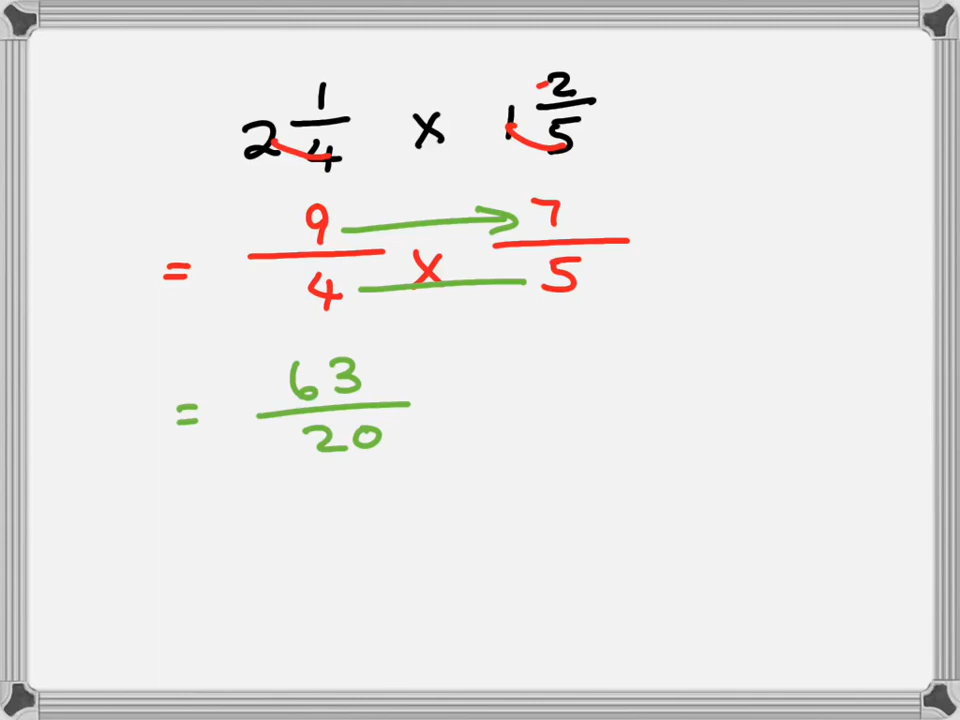 2 1/4 x 1 2/5
= 9/4 x 7/5
= 63/20